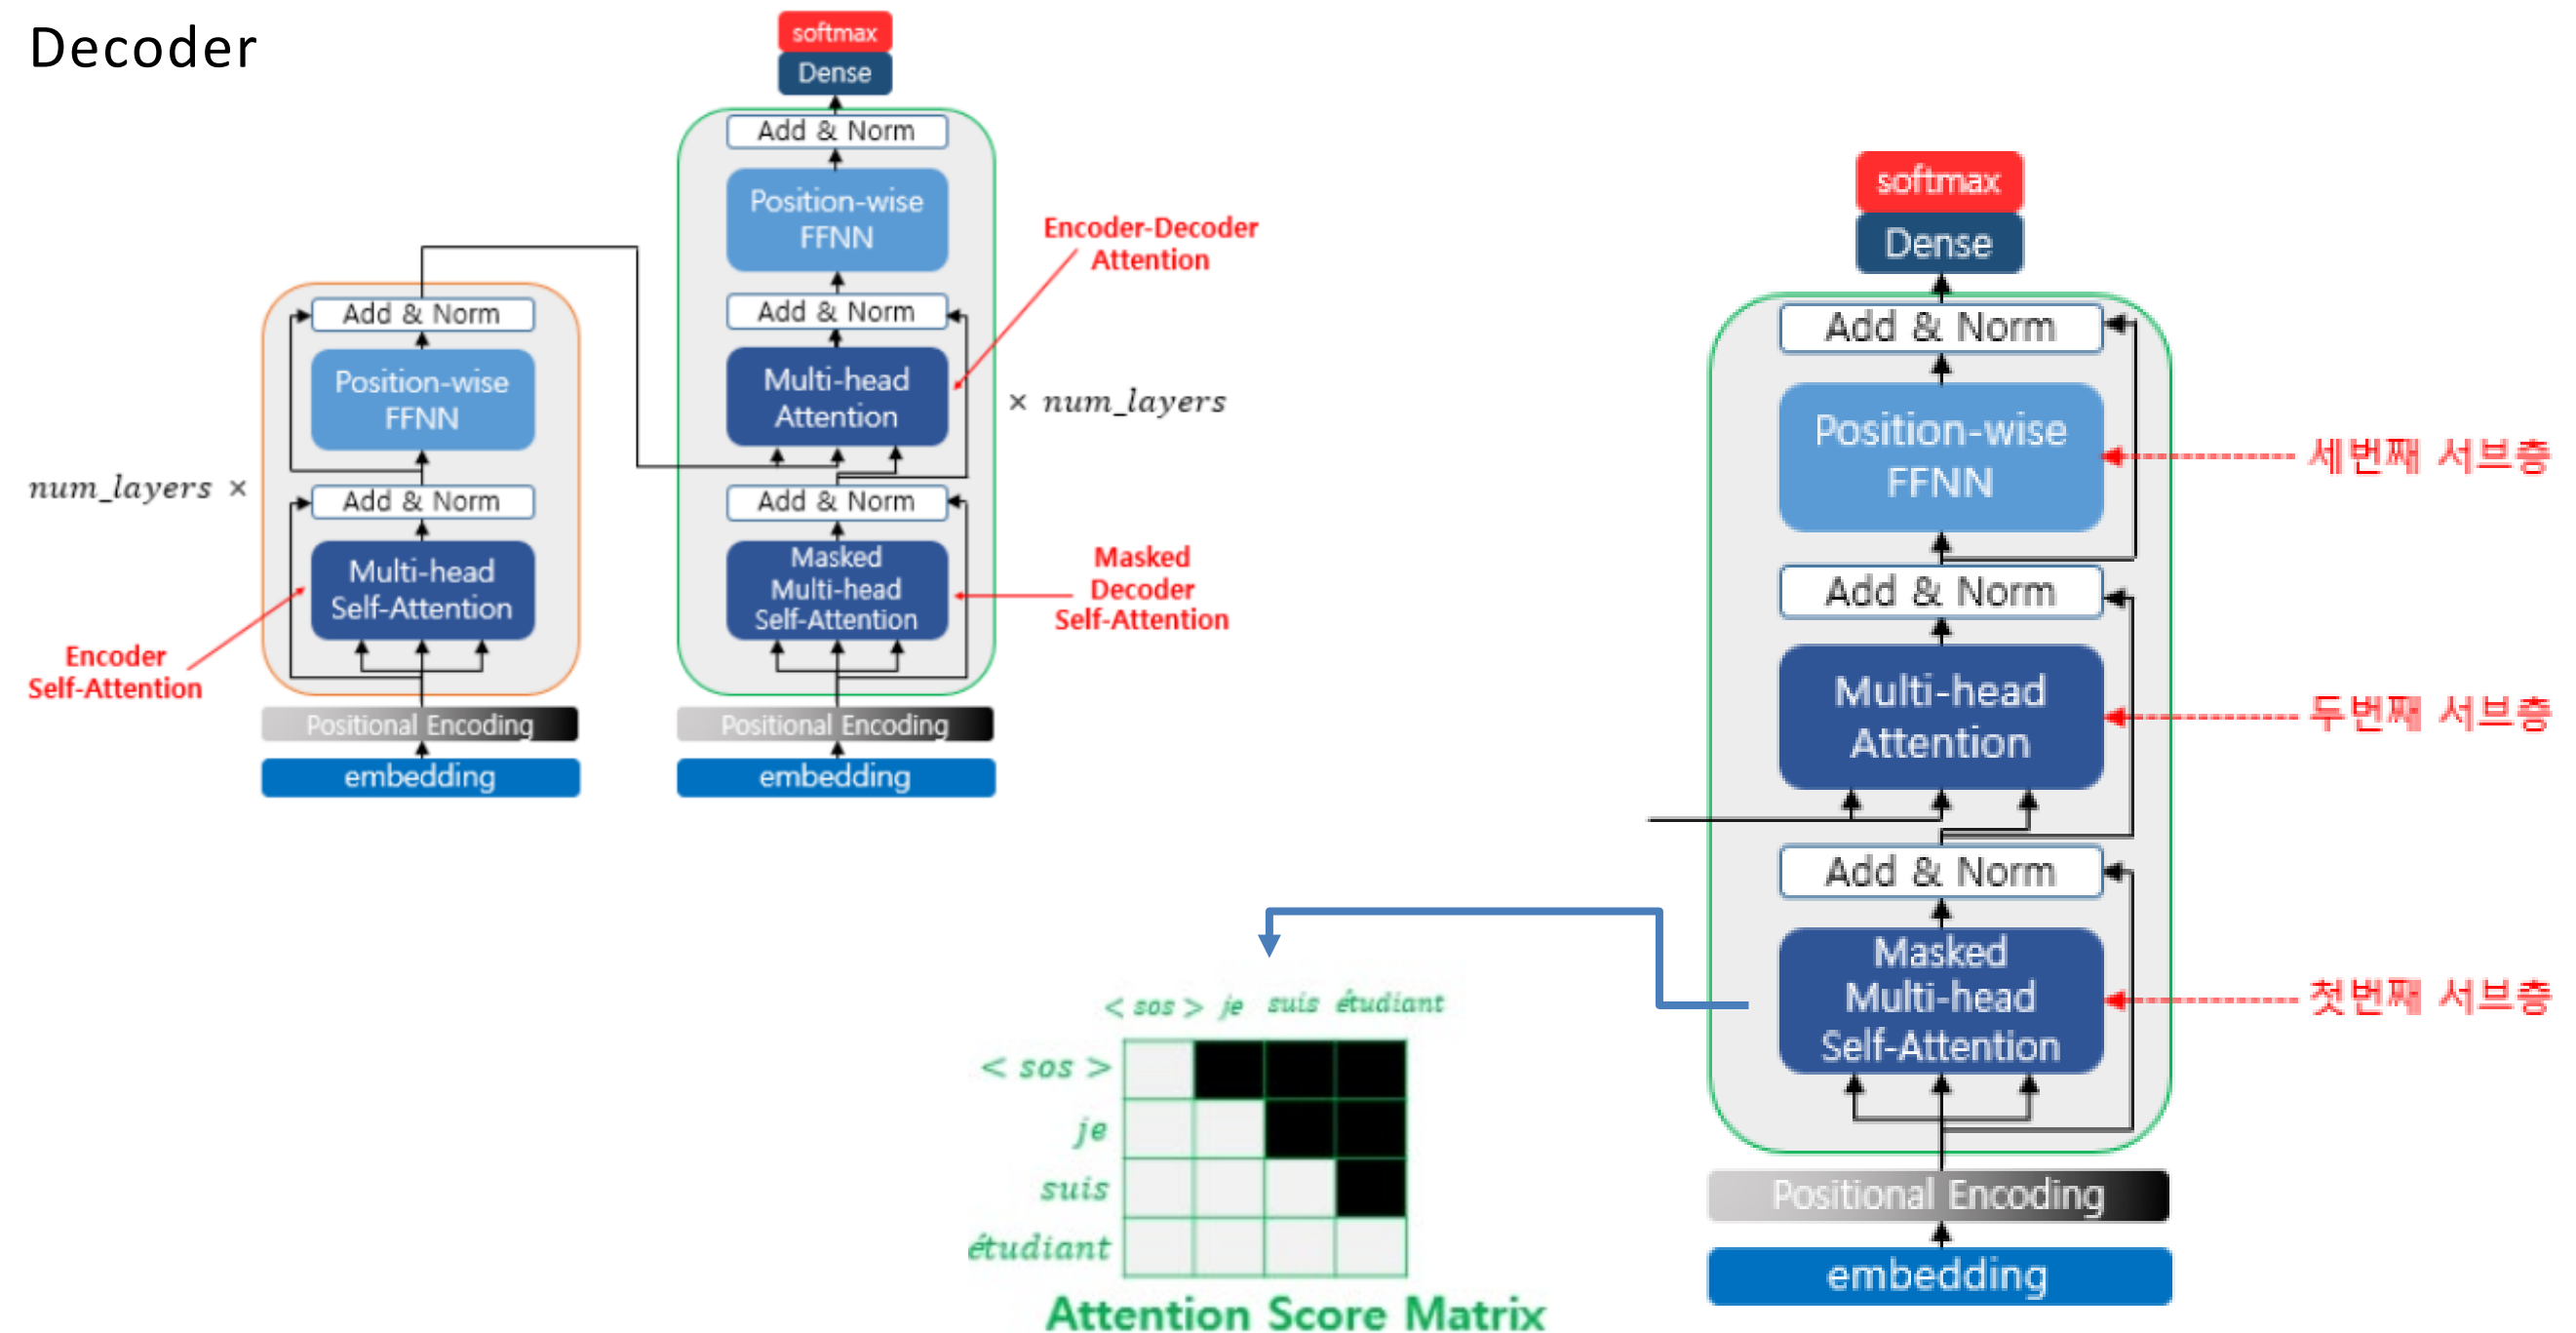 Decoder
softmax
Dense
Add & Norm
Position-wise
FFNN
Add & Norm
Multi-head
Attention
Add & Norm
Masked
Multi-head
Self-Attention
Positional Encoding
embedding
Encoder-Decoder
Attention
× num_layers
Masked
Decoder
Self-Attention
Add & Norm
Position-wise
FFNN
Add & Norm
Multi-head
Self-Attention
Positional Encoding
embedding
num_layers ×
Encoder
Self-Attention
softmax
Dense
Add & Norm
Position-wise
FFNN
Add & Norm
Multi-head
Attention
Add & Norm
Masked
Multi-head
Self-Attention
Positional Encoding
embedding
세번째 서브층
두번째 서브층
첫번째 서브층
< sos > je suis étudiant
< sos >
je
suis
étudiant
Attention Score Matrix